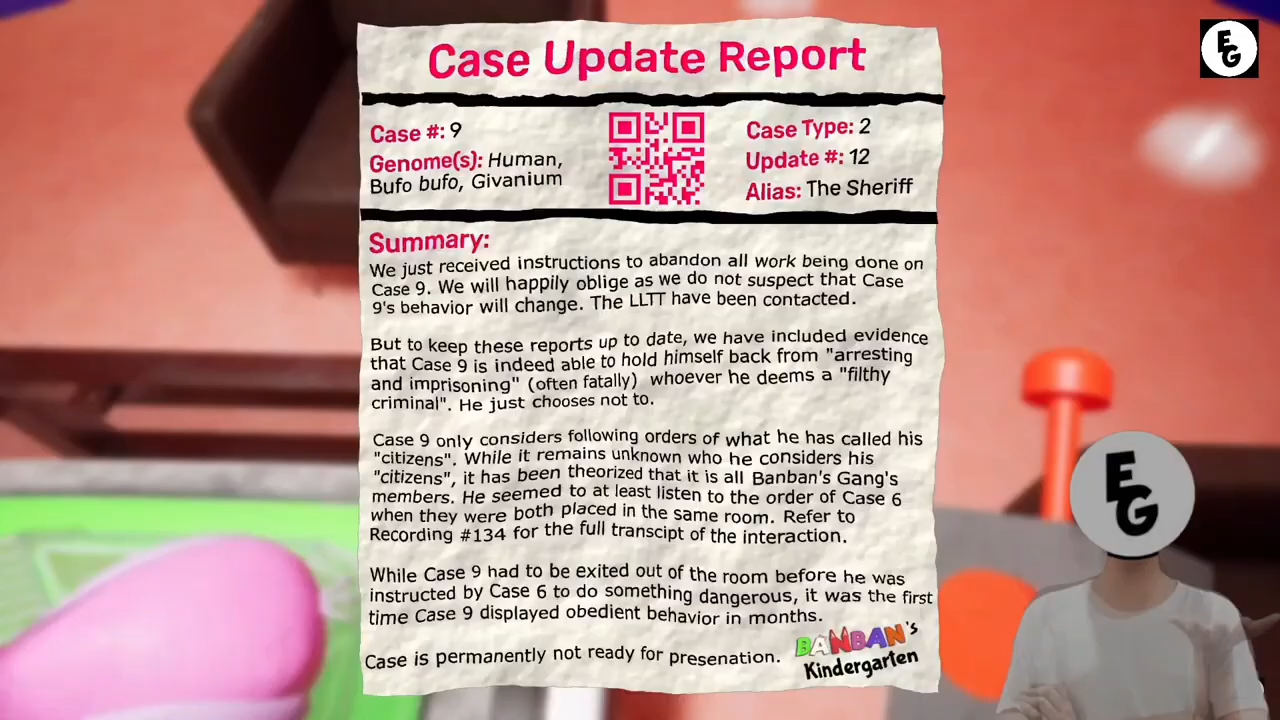 Case Update Report
Case #: 9
Genome(s): Human,
Bufo bufo, Givanium
Case Type: 2
Update #: 12
Alias: The Sheriff
Summary:
We just received instructions to abandon all work being done on
Case 9. We will happily oblige as we do not suspect that Case
9's behavior will change. The LLTT have been contacted.
But to keep these reports up to date, we have included evidence
that Case 9 is indeed able to hold himself back from "arresting
and imprisoning" (often fatally) whoever he deems a "filthy
criminal". He just chooses not to.
Case 9 only considers following orders of what he has called his
"citizens". While it remains unknown who he considers his
"citizens", it has been theorized that it is all Banban's Gang's
members. He seemed to at least listen to the order of Case 6
when they were both placed in the same room. Refer to
Recording #134 for the full transcipt of the interaction.
While Case 9 had to be exited out of the room before he was
instructed by Case 6 to do something dangerous, it was the first
time Case 9 displayed obedient behavior in months.
Case is permanently not ready for presenation.
BANBAN's
Kindergarten
EG
EG